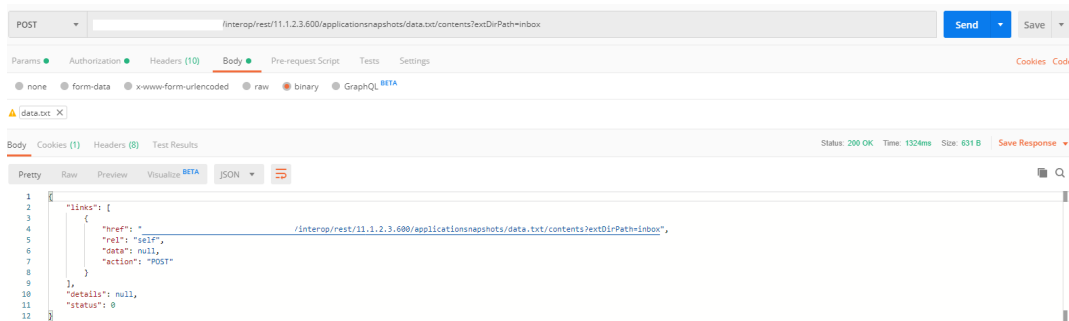 POST /interop/rest/11.1.2.3.600/applicationsnapshots/data.txt/contents?extDirPath=inbox Send Save
Params Authorization Headers (10) Body Pre-request Script Tests Settings Cookies Code
none form-data x-www-form-urlencoded raw binary GraphQL BETA
data.txt X
Body Cookies (1) Headers (8) Test Results Status: 200 OK Time: 1324ms Size: 631 B Save Response
Pretty Raw Preview Visualize BETA JSON
1 {
2 "links": [
3 {
4 "href": " /interop/rest/11.1.2.3.600/applicationsnapshots/data.txt/contents?extDirPath=inbox",
5 "rel": "self",
6 "data": null,
7 "action": "POST"
8 }
9 ],
10 "details": null,
11 "status": 0
12 }